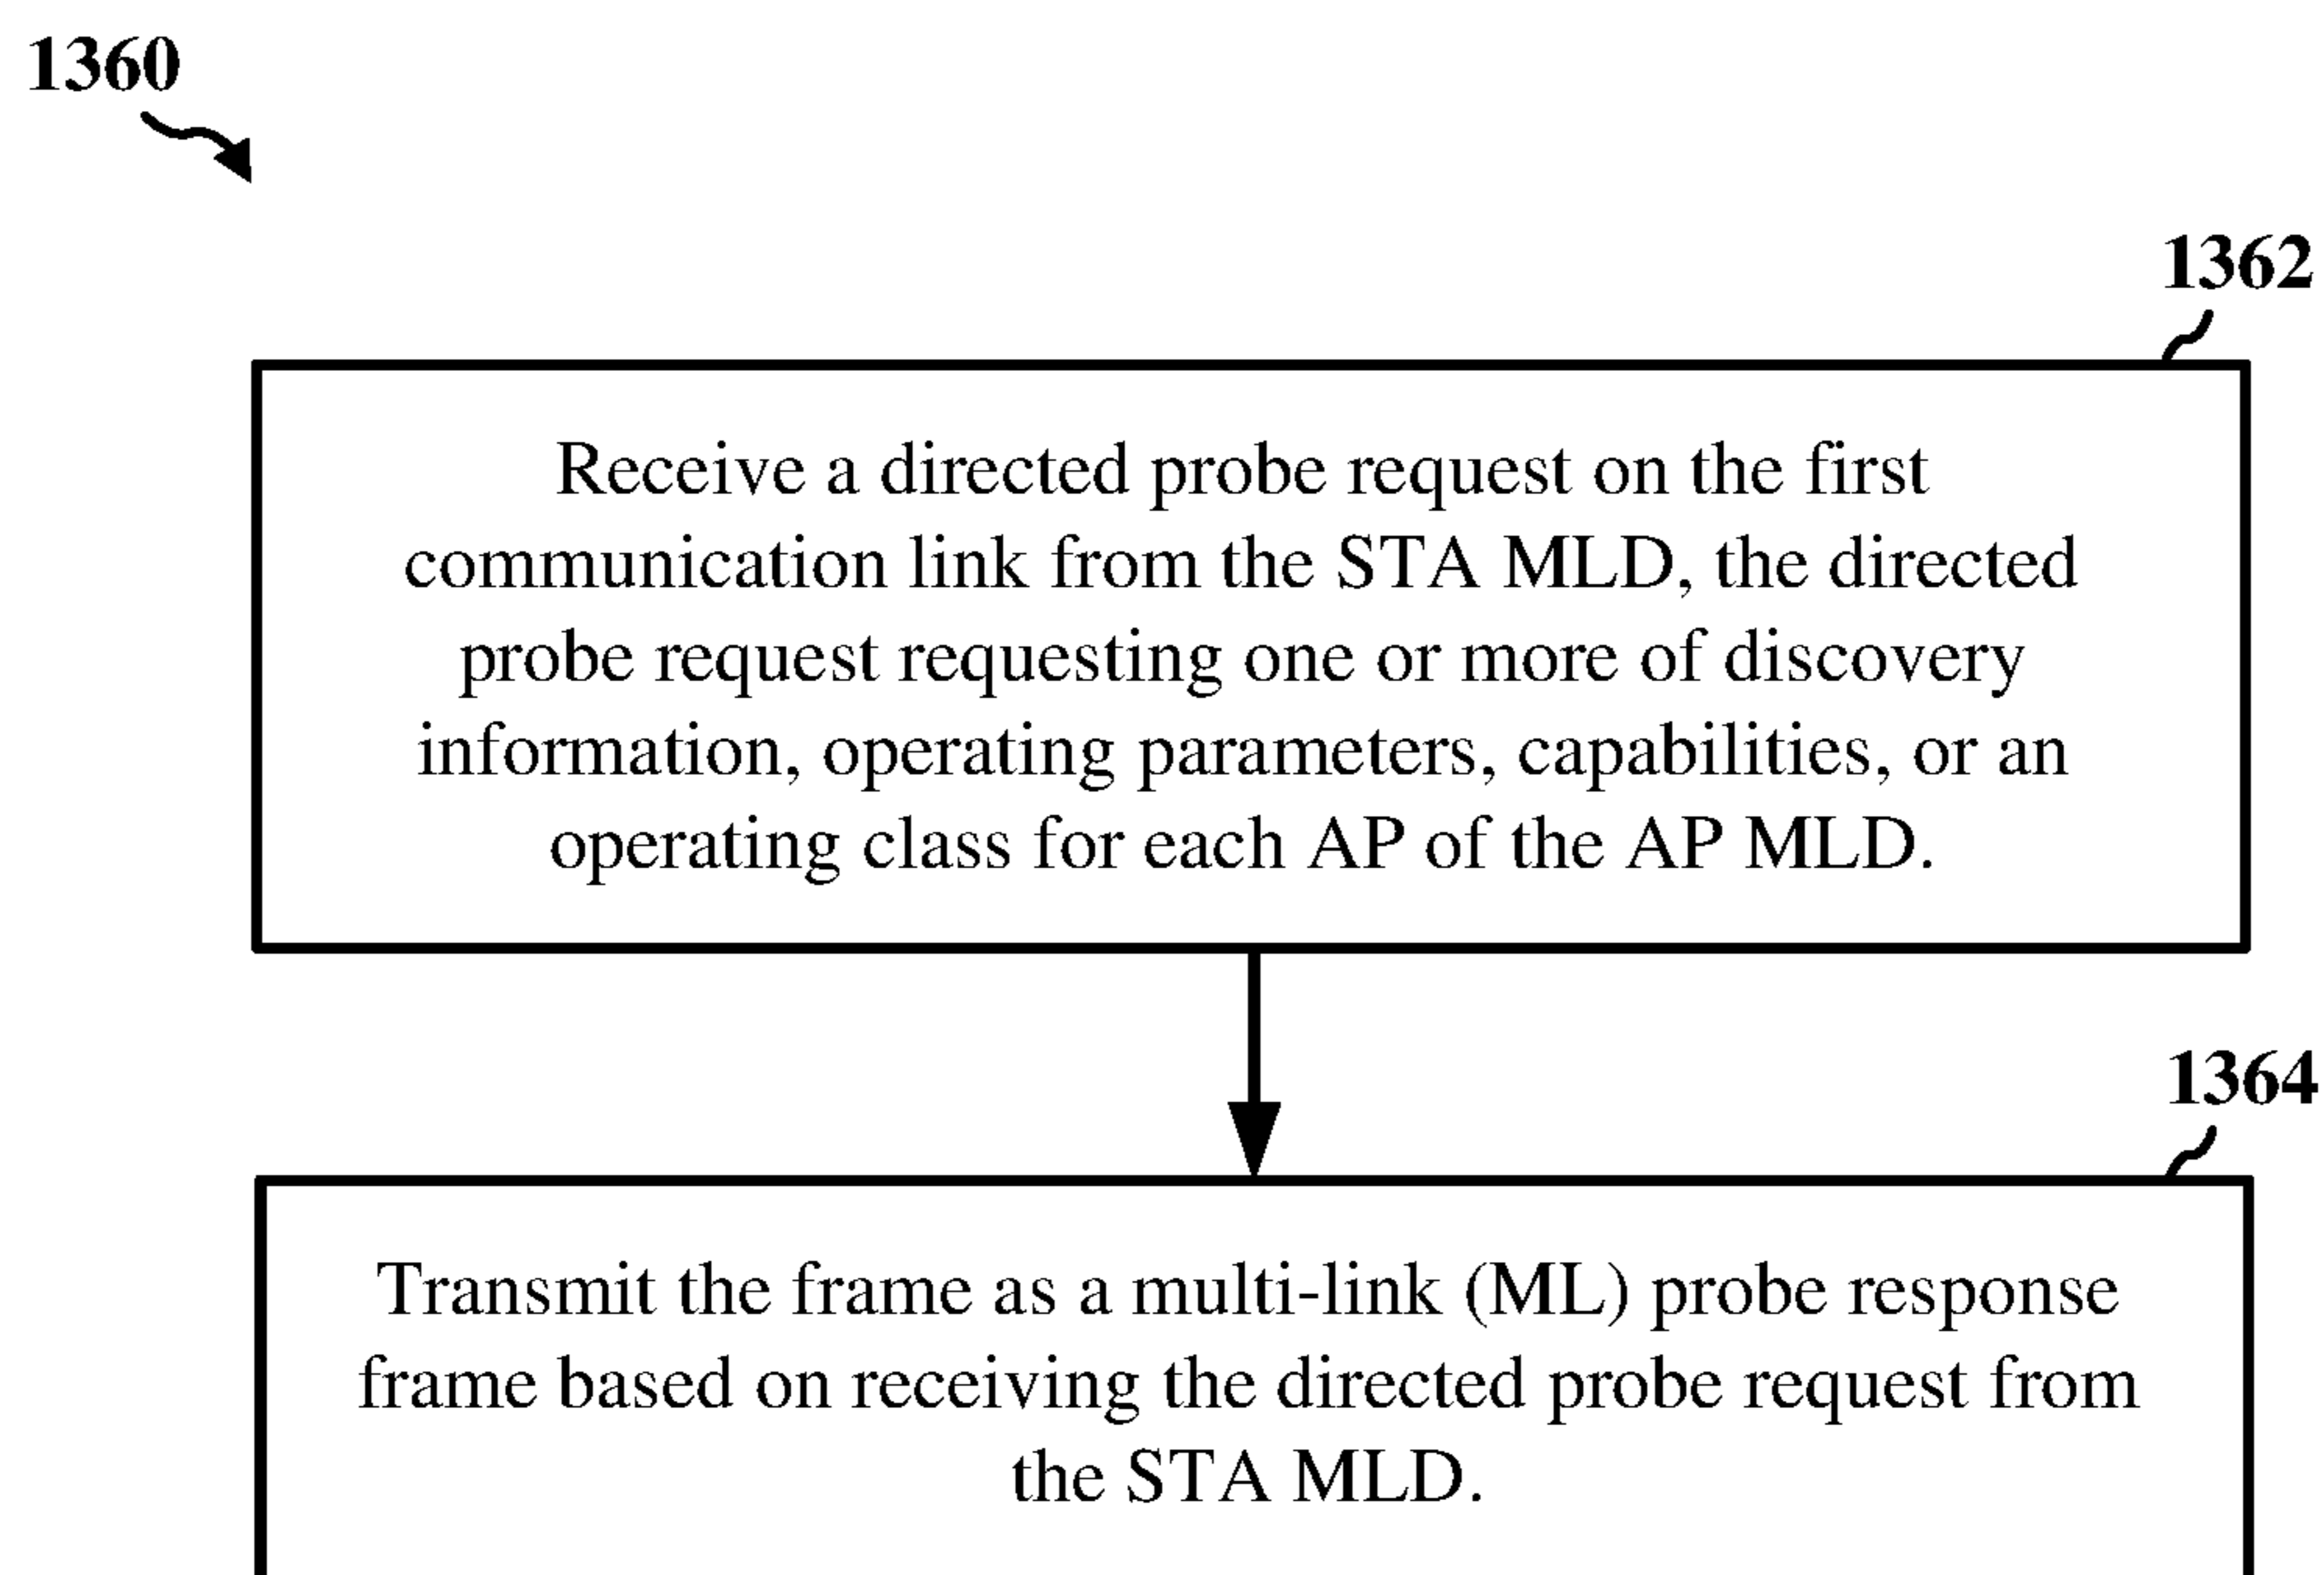 1360
1362
Receive a directed probe request on the first
communication link from the STA MLD, the directed
probe request requesting one or more of discovery
information, operating parameters, capabilities, or an
operating class for each AP of the AP MLD.
1364
Transmit the frame as a multi-link (ML) probe response
frame based on receiving the directed probe request from
the STA MLD.